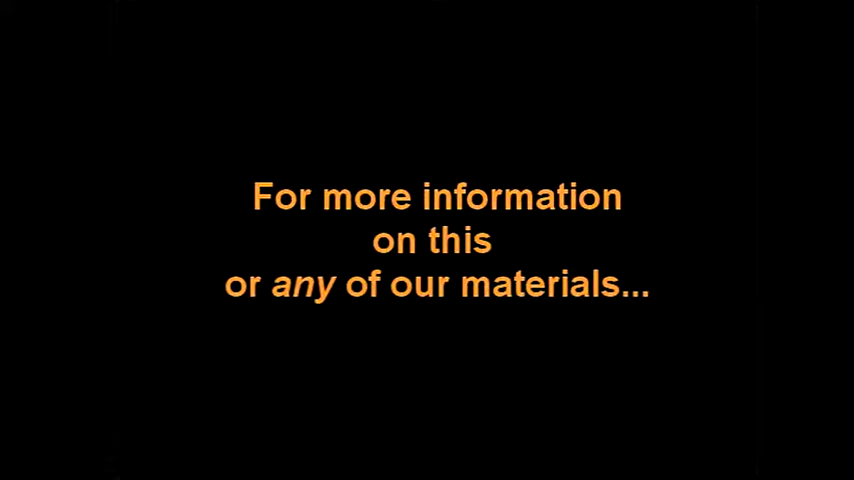 For more information
on this
or any of our materials...